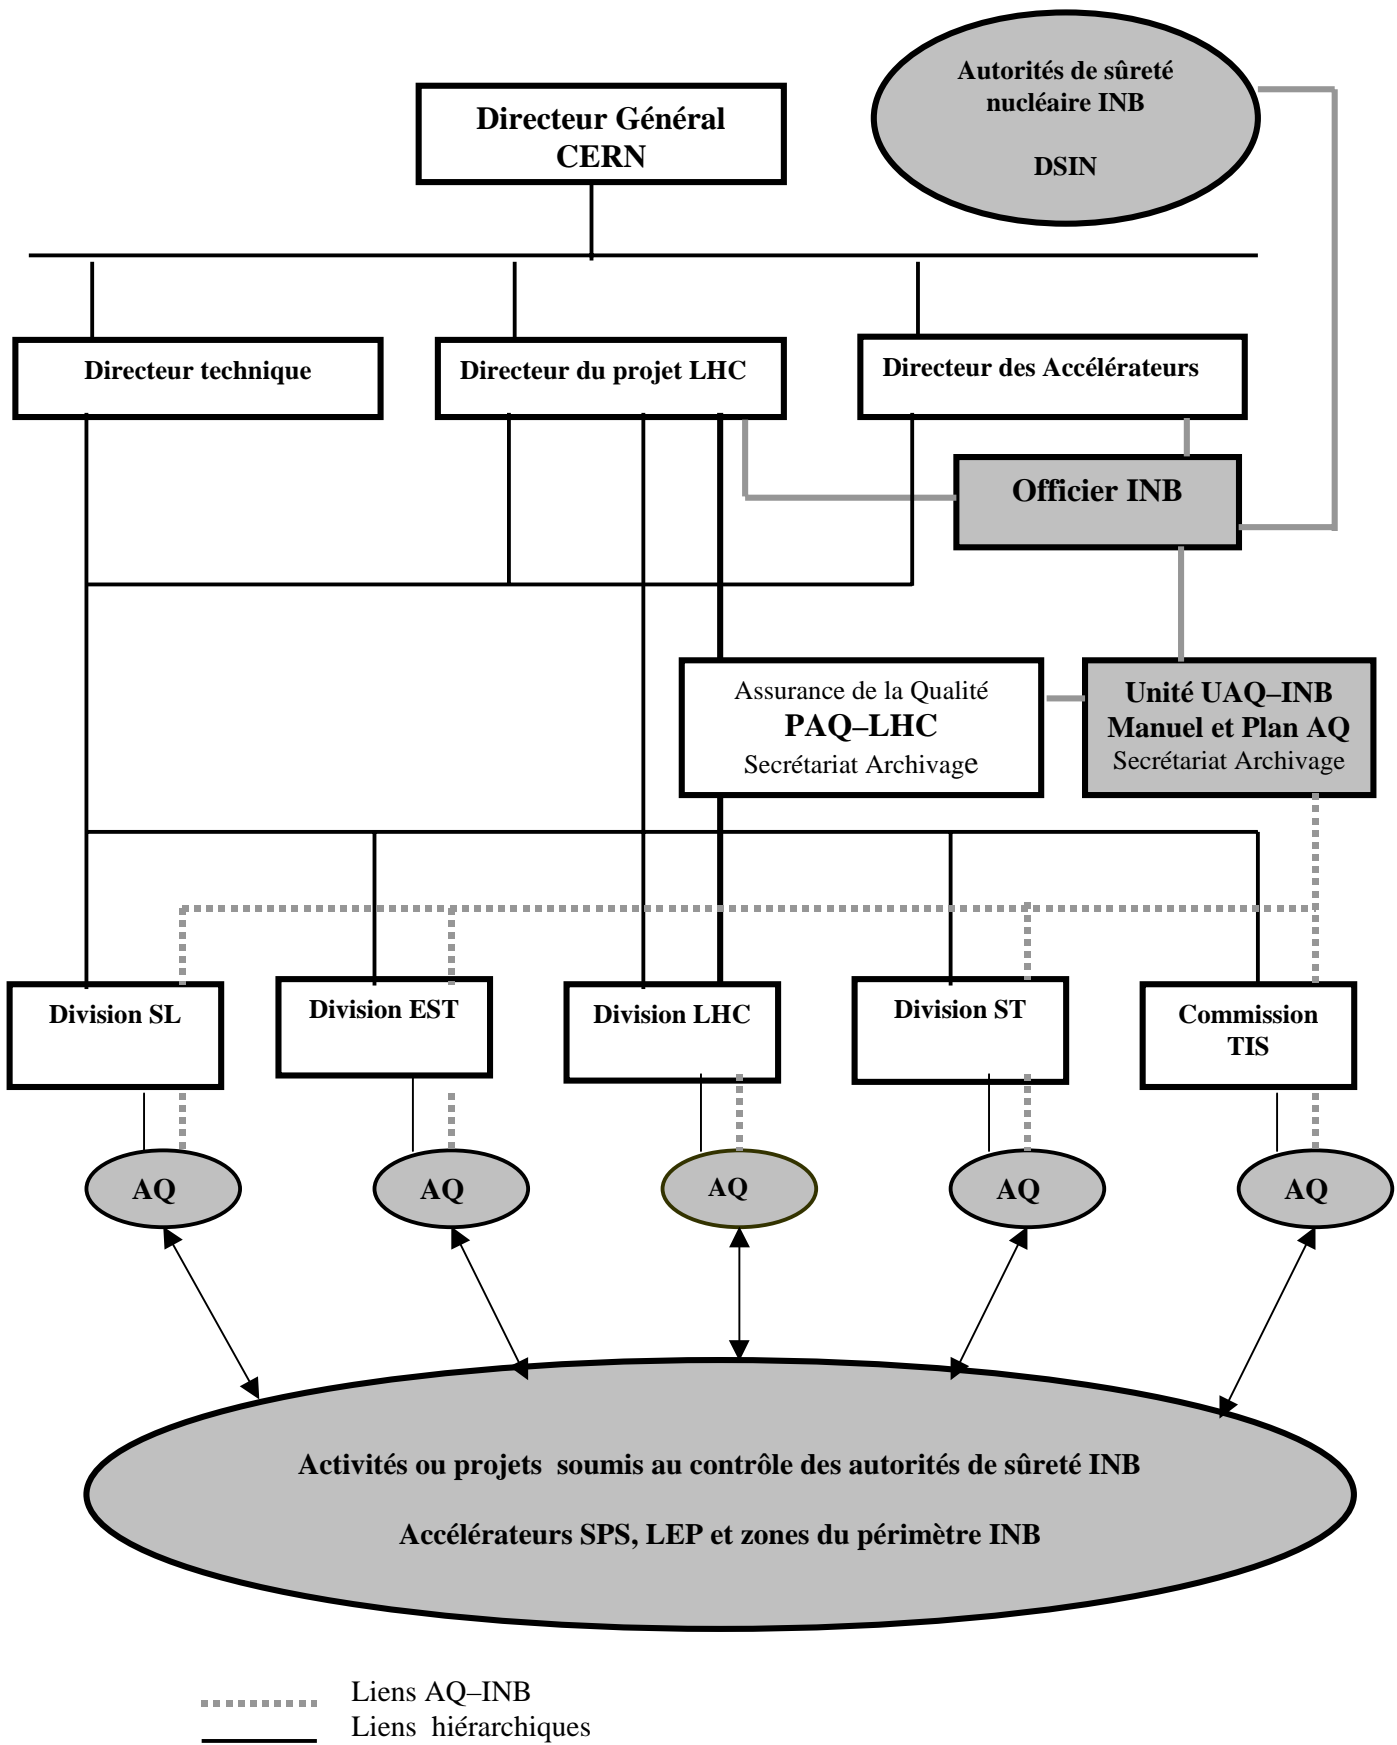 Autorités de sûreté
nucléaire INB
DSIN
Directeur Général
CERN
Directeur technique
Directeur du projet LHC
Directeur des Accélérateurs
Officier INB
Assurance de la Qualité
PAQ–LHC
Secrétariat Archivage
Unité UAQ–INB
Manuel et Plan AQ
Secrétariat Archivage
Division SL
Division EST
Division LHC
Division ST
Commission
TIS
AQ
AQ
AQ
AQ
AQ
Activités ou projets  soumis au contrôle des autorités de sûreté INB
Accélérateurs SPS, LEP et zones du périmètre INB
Liens AQ–INB
Liens  hiérarchiques